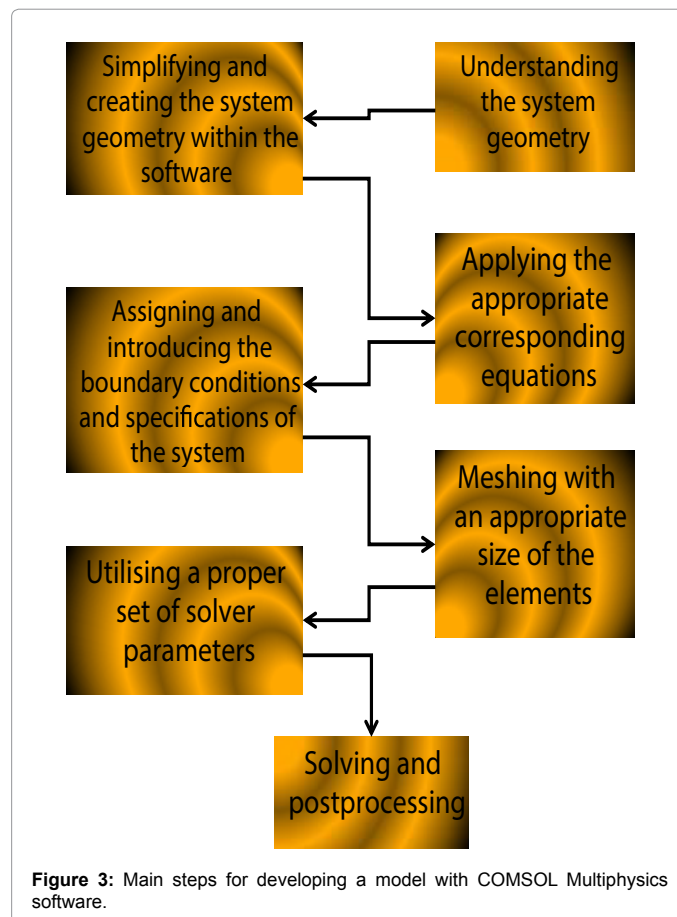 Simplifying and
creating the system
geometry within the
software
Understanding
the system
geometry
Applying the
appropriate
corresponding
equations
Assigning and
introducing the
boundary conditions
and specifications of
the system
Meshing with
an appropriate
size of the
elements
Utilising a proper
set of solver
parameters
Solving and
postprocessing
Figure 3: Main steps for developing a model with COMSOL Multiphysics
software.